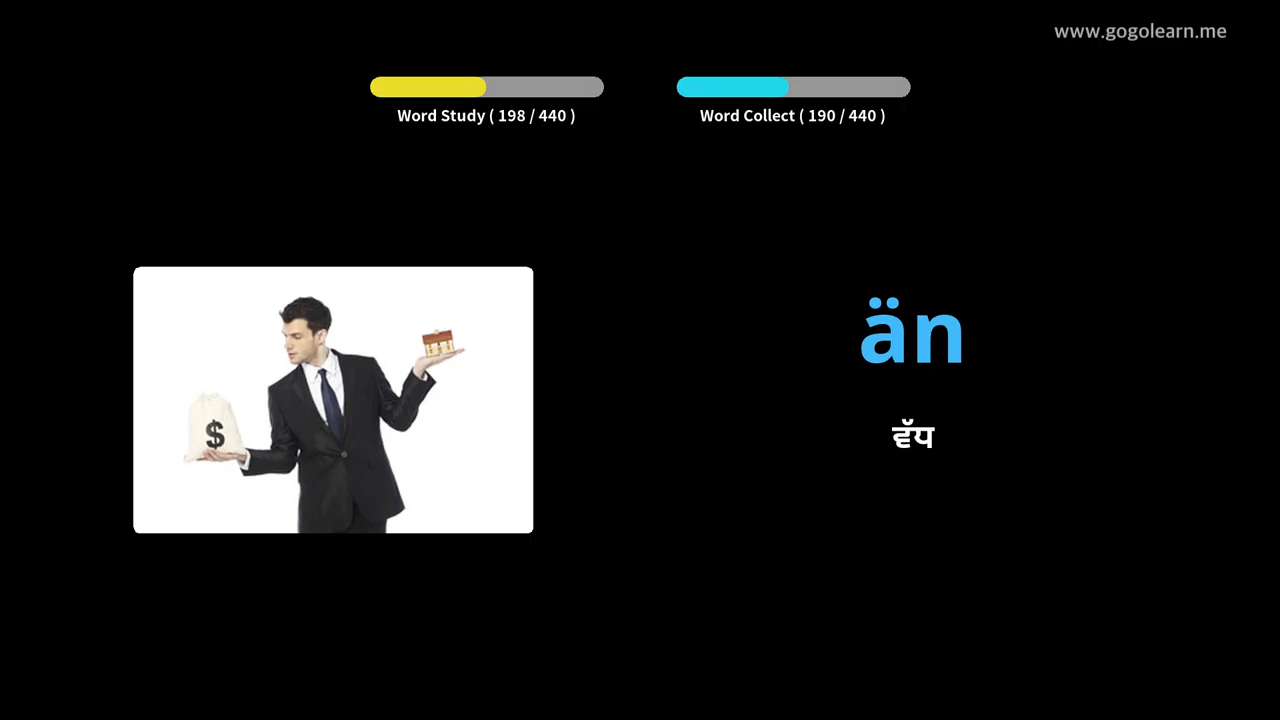 www.gogolearn.me
Word Study ( 198 / 440 )
Word Collect ( 190 / 440 )
$
än
ਵੱਧ